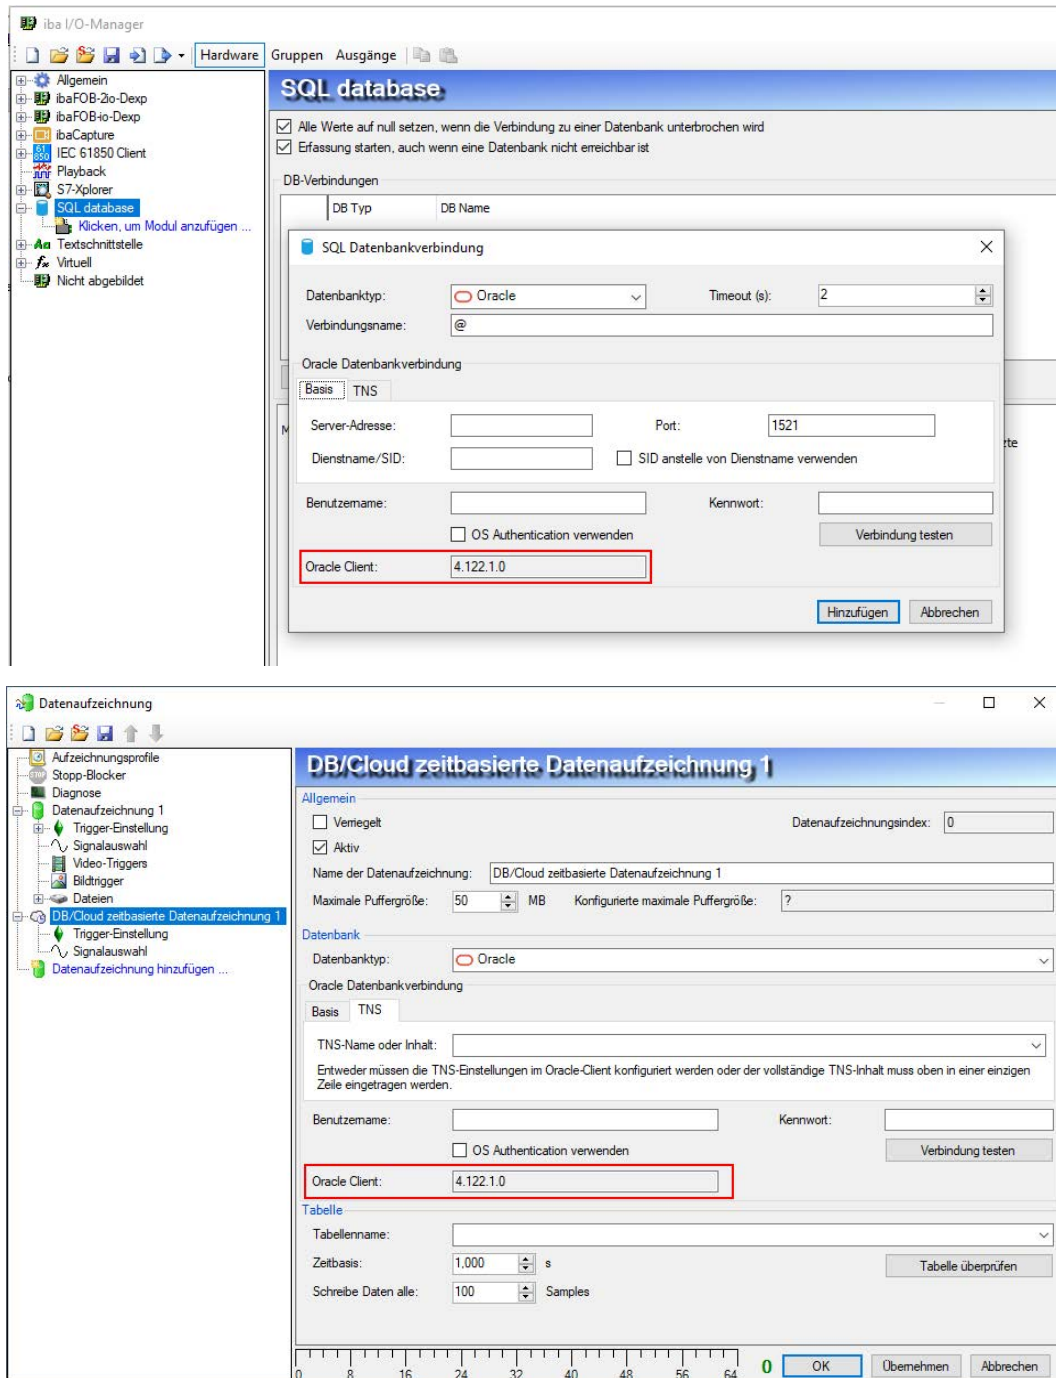 iba I/O-Manager
Hardware Gruppen Ausgänge
Allgemein
ibaFOB-2io-Dexp
ibaFOB-io-Dexp
ibaCapture
61 850 IEC 61850 Client
Playback
S7-Xplorer
SQL database
Klicken, um Modul anzufügen ...
Textschnittstelle
Virtuell
Nicht abgebildet
SQL database
Alle Werte auf null setzen, wenn die Verbindung zu einer Datenbank unterbrochen wird
Erfassung starten, auch wenn eine Datenbank nicht erreichbar ist
DB-Verbindungen
DB Typ DB Name
SQL Datenbankverbindung
Datenbanktyp: Oracle Timeout (s): 2
Verbindungsname: @
Oracle Datenbankverbindung
Basis TNS
Server-Adresse: Port: 1521
Dienstname/SID: SID anstelle von Dienstname verwenden
Benutzername: Kennwort:
OS Authentication verwenden Verbindung testen
Oracle Client: 4.122.1.0
Hinzufügen Abbrechen
Datenaufzeichnung
Aufzeichnungsprofile
STOP Stopp-Blocker
Diagnose
Datenaufzeichnung 1
Trigger-Einstellung
Signalauswahl
Video-Triggers
Bildtrigger
Dateien
DB/Cloud zeitbasierte Datenaufzeichnung 1
Trigger-Einstellung
Signalauswahl
Datenaufzeichnung hinzufügen ...
DB/Cloud zeitbasierte Datenaufzeichnung 1
Allgemein
Verriegelt Datenaufzeichnungsindex: 0
Aktiv
Name der Datenaufzeichnung: DB/Cloud zeitbasierte Datenaufzeichnung 1
Maximale Puffergröße: 50 MB Konfigurierte maximale Puffergröße: ?
Datenbank
Datenbanktyp: Oracle
Oracle Datenbankverbindung
Basis TNS
TNS-Name oder Inhalt:
Entweder müssen die TNS-Einstellungen im Oracle-Client konfiguriert werden oder der vollständige TNS-Inhalt muss oben in einer einzigen
Zeile eingetragen werden.
Benutzername: Kennwort:
OS Authentication verwenden Verbindung testen
Oracle Client: 4.122.1.0
Tabelle
Tabellenname:
Zeitbasis: 1,000 s Tabelle überprüfen
Schreibe Daten alle: 100 Samples
0 8 16 24 32 40 48 56 64 0 OK Übernehmen Abbrechen